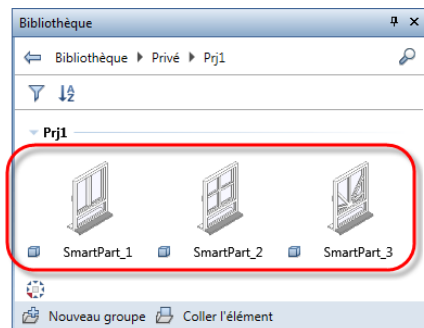 Bibliothèque
Bibliothèque Privé Prj1
Prj1
SmartPart_1 SmartPart_2 SmartPart_3
Nouveau groupe Coller l'élément